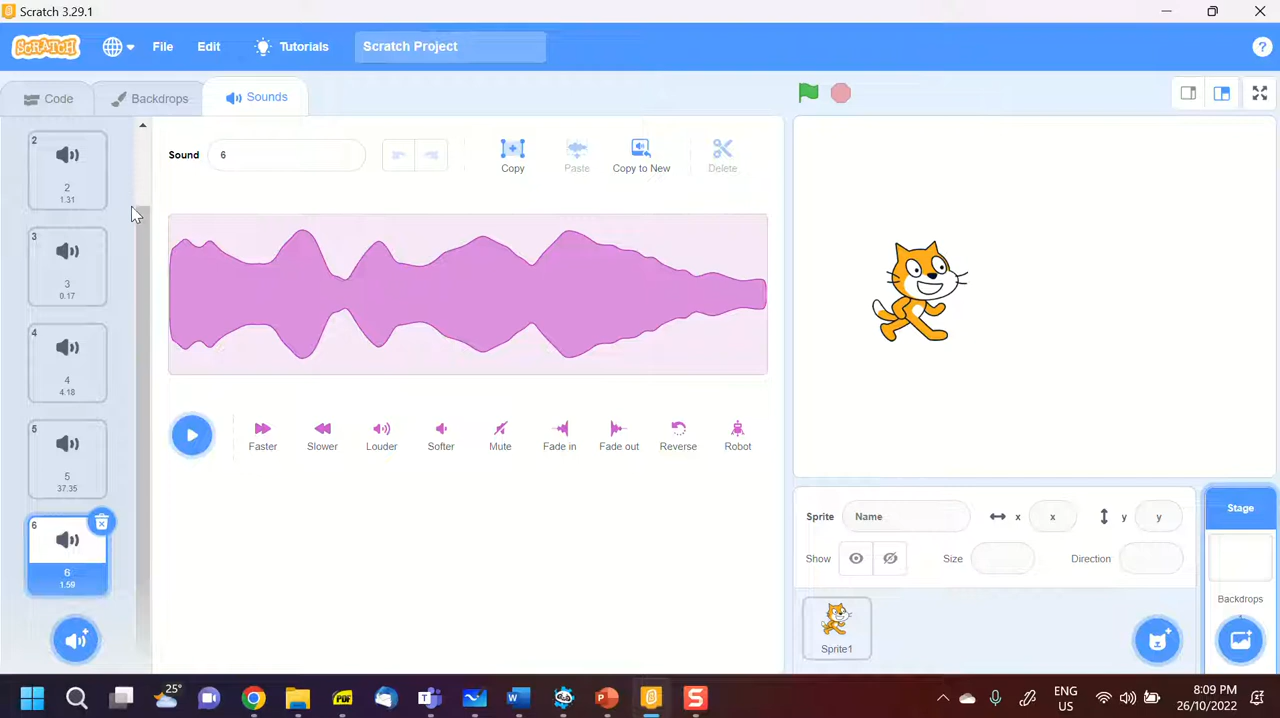 Scratch 3.29.1
SCRATCH
File
Edit
Tutorials
Scratch Project
?
Code
Backdrops
Sounds
2
2
1.31
3
3
0.17
4
4
4.18
5
5
37.35
6
6
1.59
Sound
6
Copy
Paste
Copy to New
Delete
Faster
Slower
Louder
Softer
Mute
Fade in
Fade out
Reverse
Robot
Sprite
Name
x
x
y
y
Show
Size
Direction
Sprite1
Stage
Backdrops
25°
PDF
W
P
S
ENG
US
8:09 PM
26/10/2022